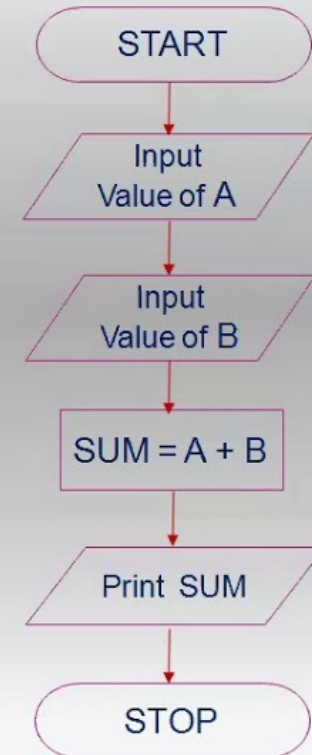 START
Input
Value of A
Input
Value of B
SUM = A + B
Print SUM
STOP